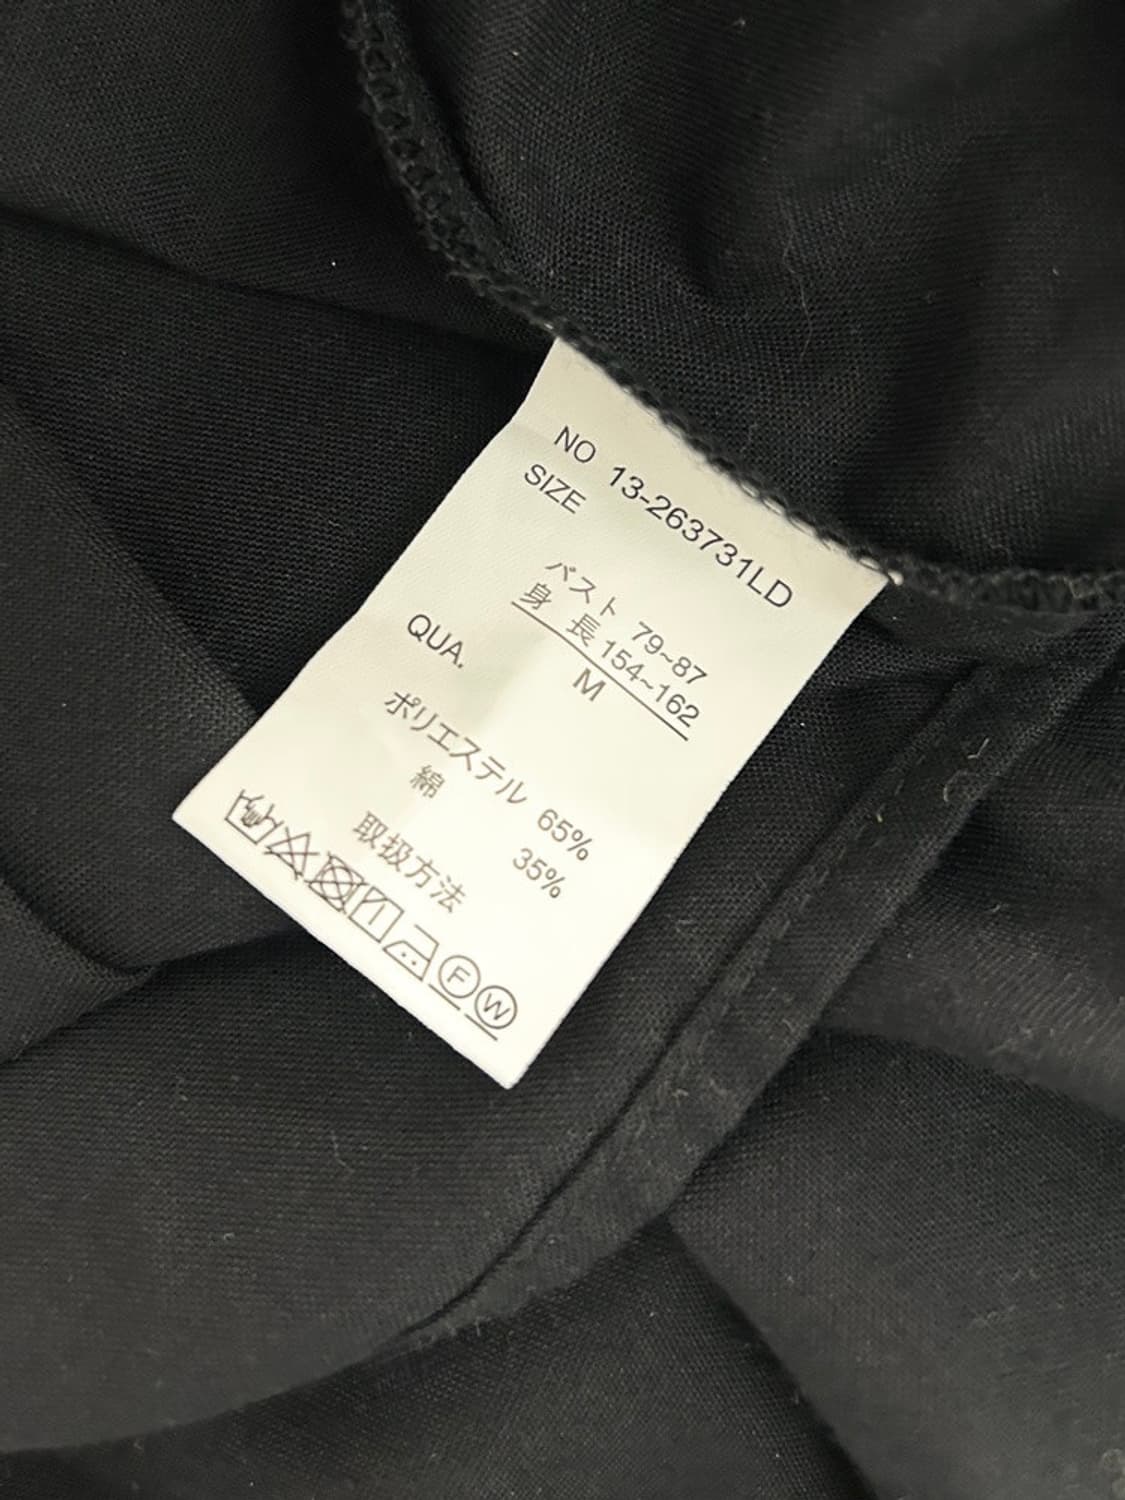 NO 13-263731LD
SIZE
バスト 79~87
身 長 154~162
M
QUA.
ポリエステル 65%
綿 35%
取扱方法
F W